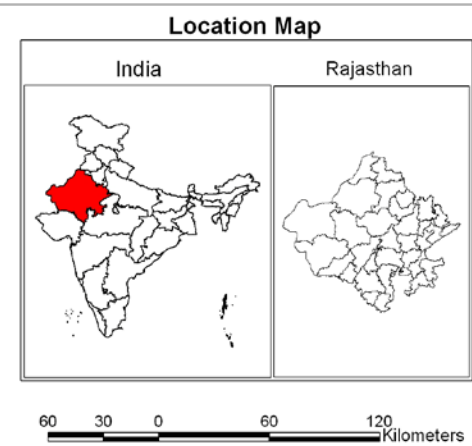 Location Map
India
Rajasthan
60 30 0 60 120
Kilometers